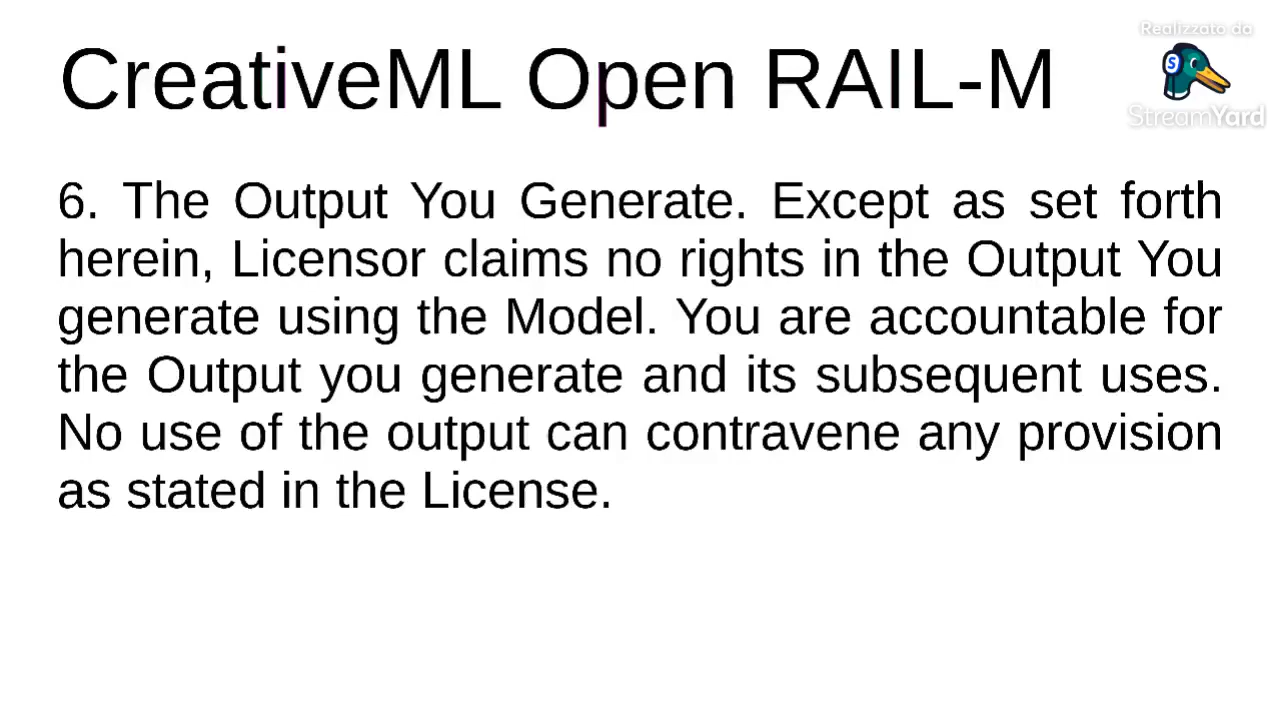 CreativeML Open RAIL-M
Realizzato da
StreamYard
6. The Output You Generate. Except as set forth
herein, Licensor claims no rights in the Output You
generate using the Model. You are accountable for
the Output you generate and its subsequent uses.
No use of the output can contravene any provision
as stated in the License.